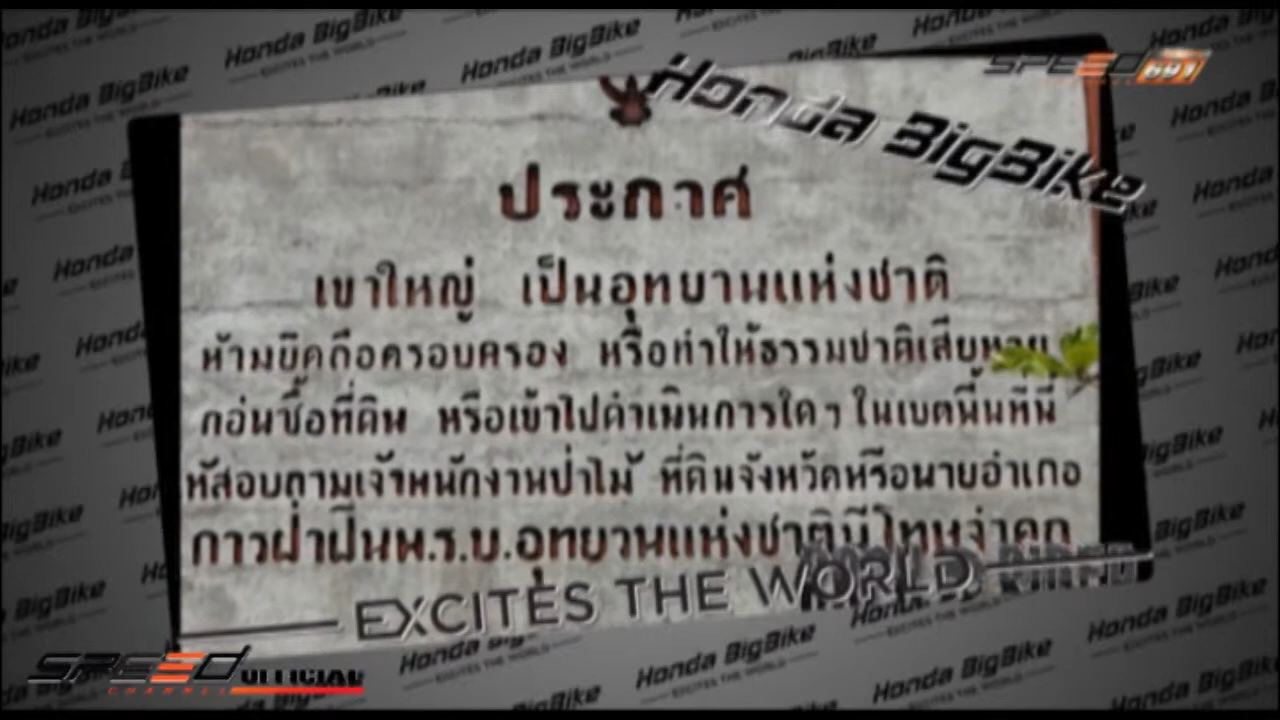 SPEED 691
Honda BigBike
ประกาศ
เขาใหญ่ เป็นอุทยานแห่งชาติ
ห้ามยึดถือครอบครอง หรือทำให้ธรรมชาติเสียหาย
ก่อนซื้อที่ดิน หรือเข้าไปดำเนินการใดๆ ในเขตพื้นที่นี้
ให้สอบถามเจ้าพนักงานป่าไม้ ที่ดินจังหวัดหรือนายอำเภอ
การฝ่าฝืนพ.ร.บ.อุทยานแห่งชาติมีโทษจำคุก
EXCITES THE WORLD
SPEED OFFICIAL
CHANNEL